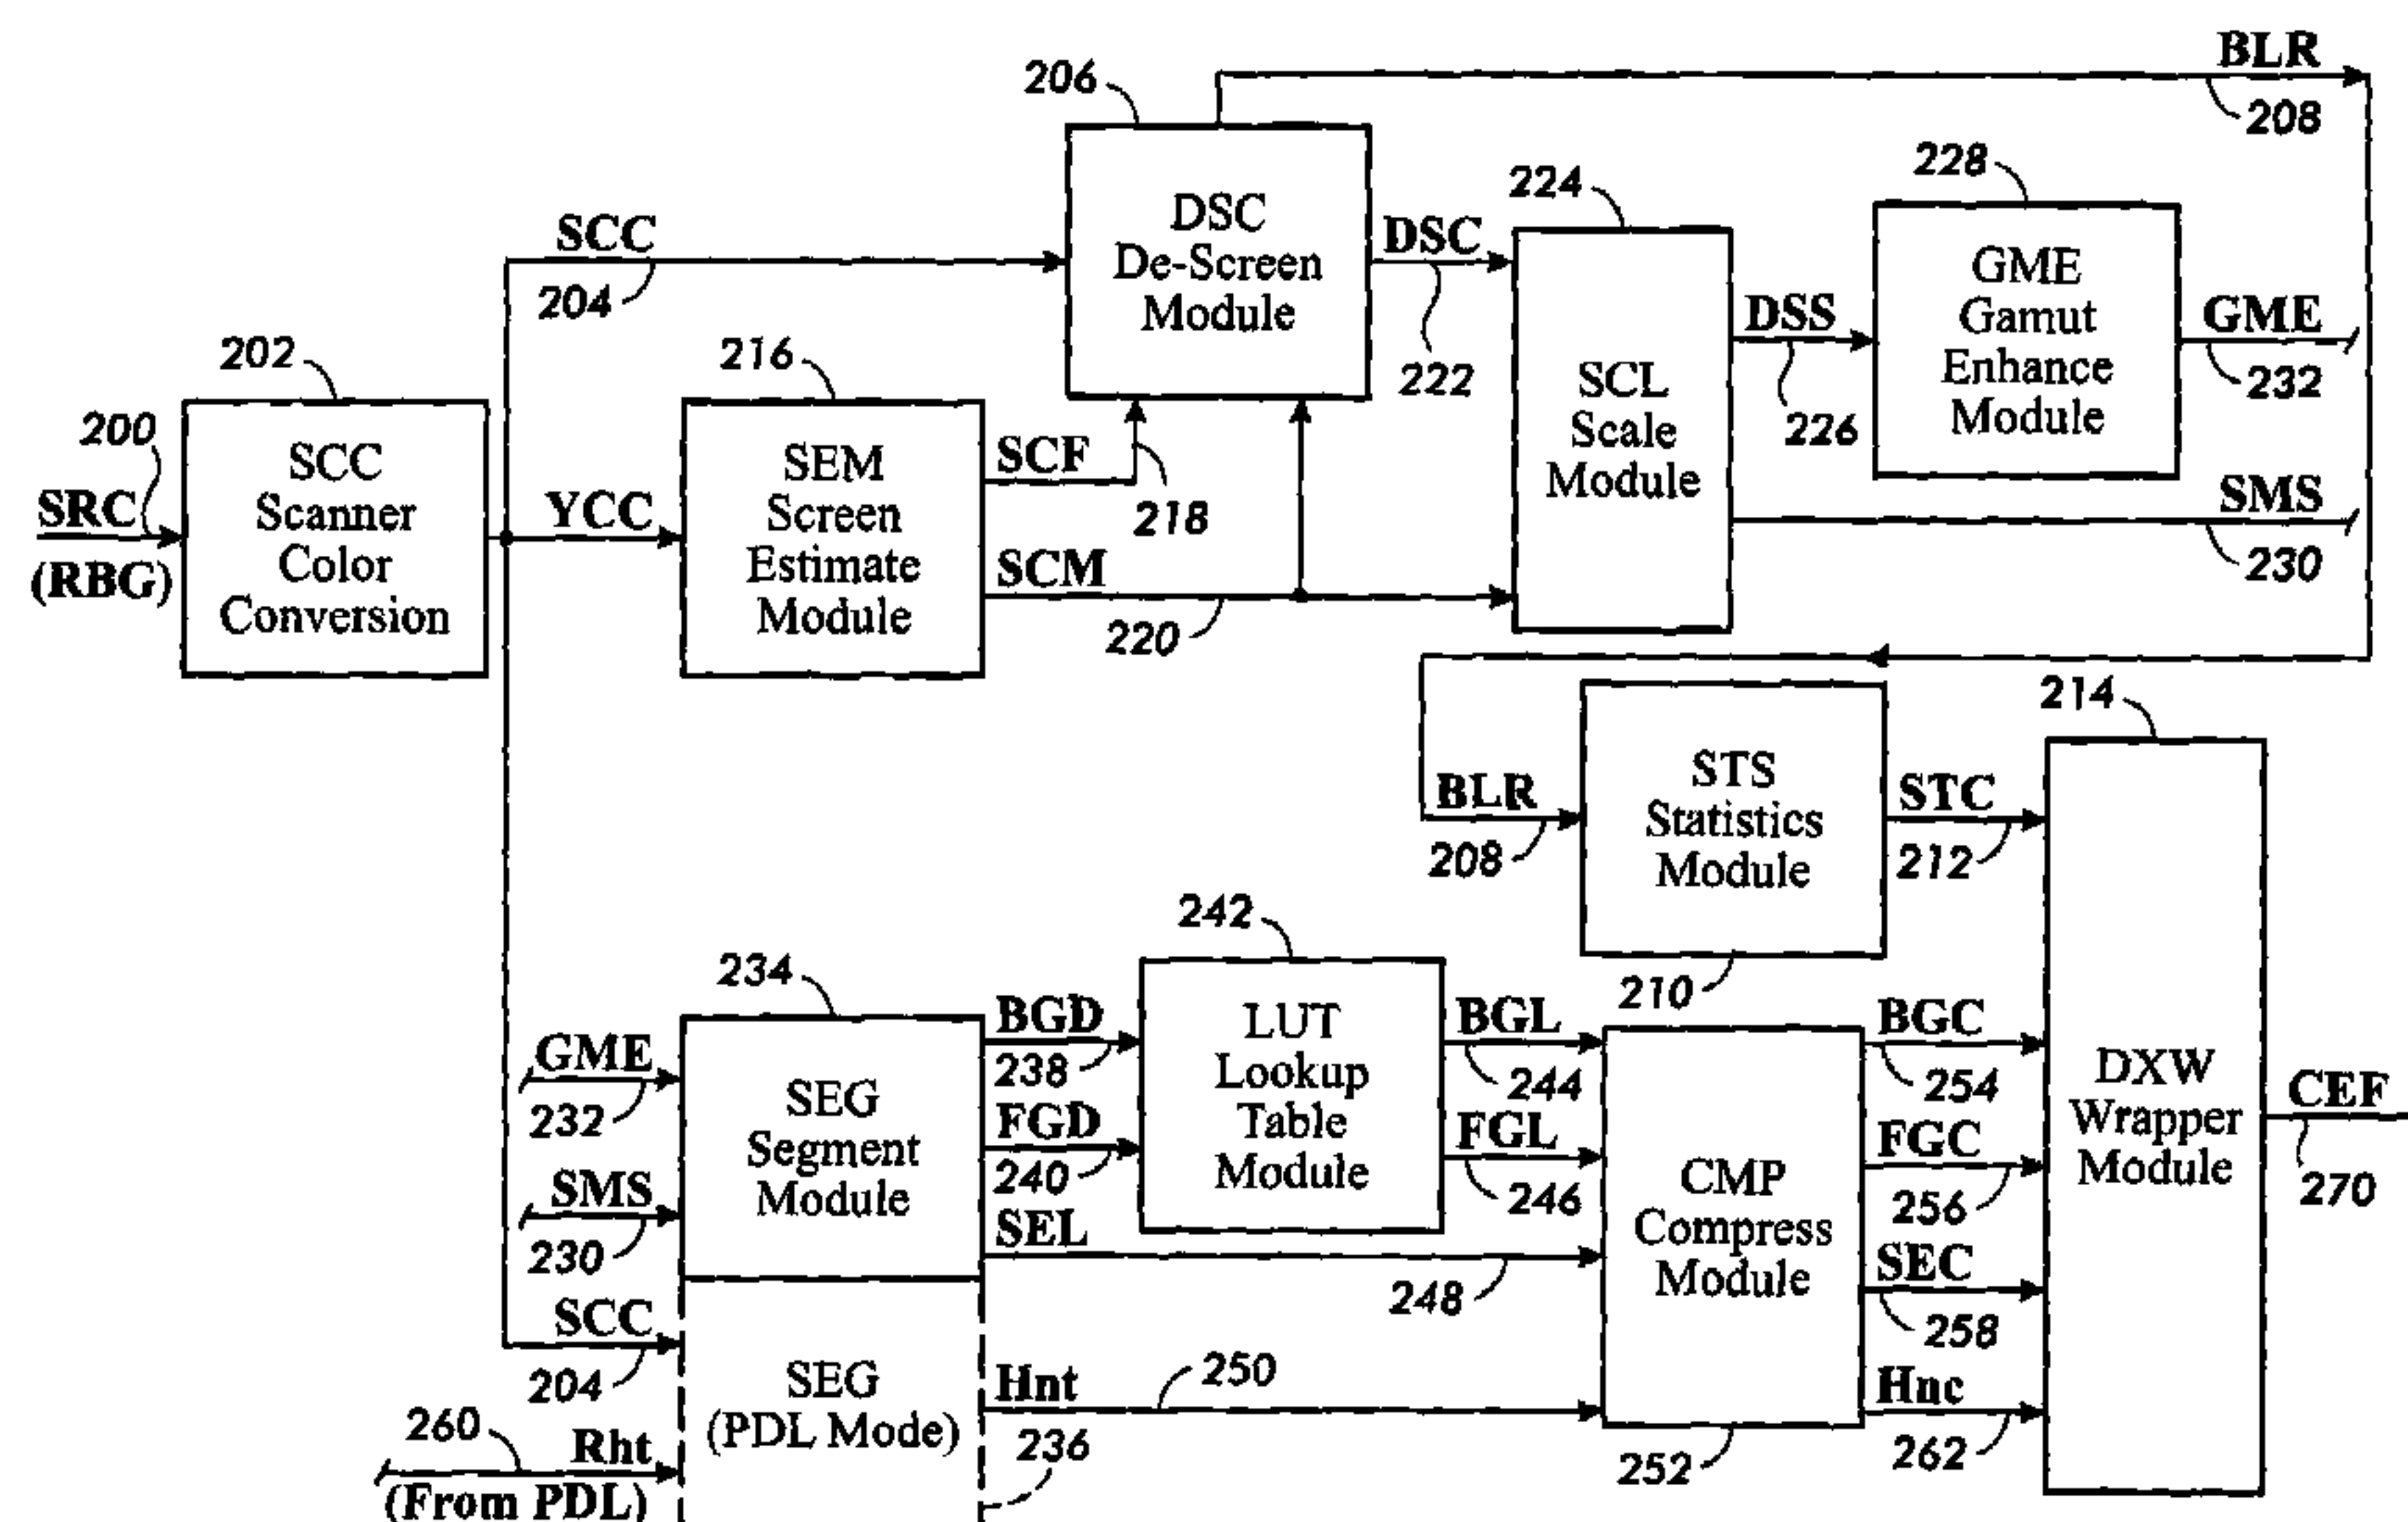 BLR
208
206
DSC
De-Screen
Module
224
228
SCC
204
DSC
222
SCL
Scale
Module
DSS
226
GME
Gamut
Enhance
Module
GME
232
SMS
230
200
SRC
(RBG)
202
SCC
Scanner
Color
Conversion
YCC
216
SEM
Screen
Estimate
Module
SCF
218
SCM
220
BLR
208
STS
Statistics
Module
210
STC
212
214
DXW
Wrapper
Module
CEF
270
GME
232
SMS
230
SCC
204
260
Rht
(From PDL)
234
SEG
Segment
Module
SEG
(PDL Mode)
236
BGD
238
FGD
240
SEL
248
Hnt
250
242
LUT
Lookup
Table
Module
BGL
244
FGL
246
CMP
Compress
Module
252
BGC
254
FGC
256
SEC
258
Hnc
262